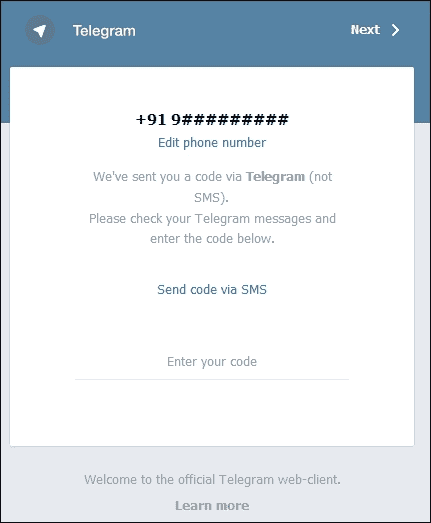 Telegram
Next
+91 9#########
Edit phone number
We've sent you a code via Telegram (not
SMS).
Please check your Telegram messages and
enter the code below.
Send code via SMS
Enter your code
Welcome to the official Telegram web-client.
Learn more